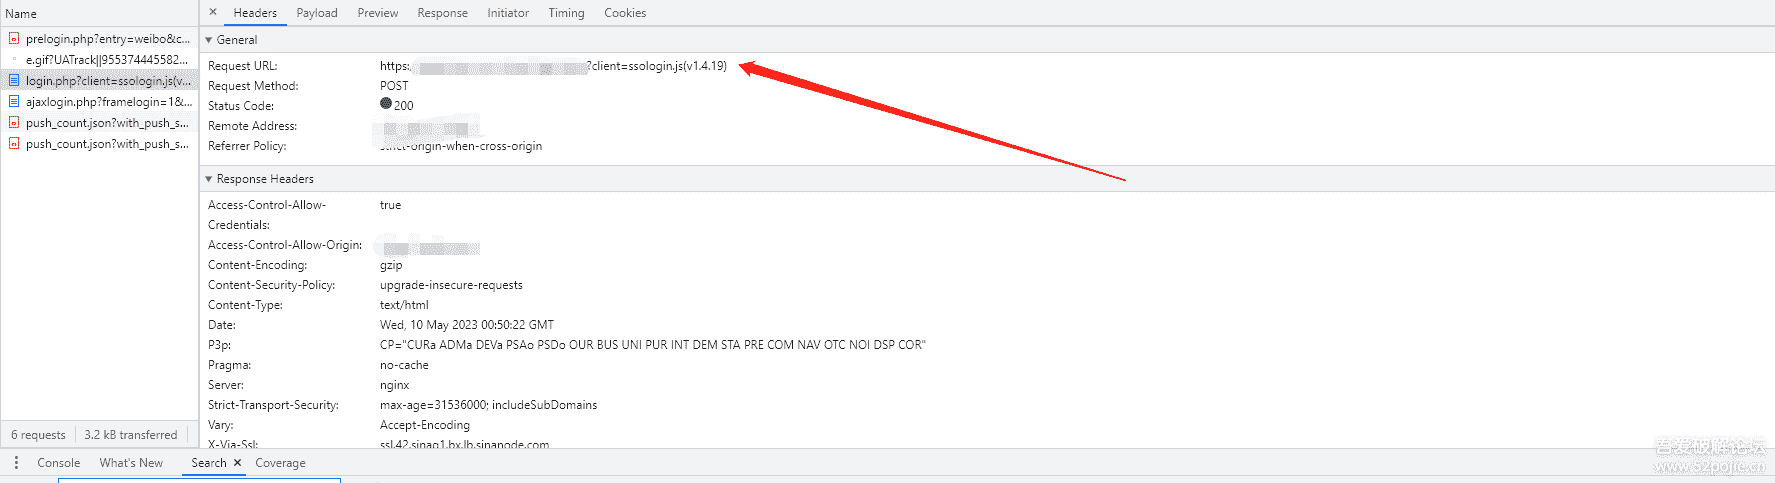 Name
prelogin.php?entry=weibo&c...
e.gif?UATrack||955374445582...
login.php?client=ssologin.js(v...
ajaxlogin.php?framelogin=1&...
push_count.json?with_push_s...
push_count.json?with_push_s...
6 requests 3.2 kB transferred
× Headers Payload Preview Response Initiator Timing Cookies
▼ General
Request URL: https: ?client=ssologin.js(v1.4.19)
Request Method: POST
Status Code: 200
Remote Address:
Referrer Policy: strict-origin-when-cross-origin
▼ Response Headers
Access-Control-Allow-Credentials: true
Access-Control-Allow-Origin:
Content-Encoding: gzip
Content-Security-Policy: upgrade-insecure-requests
Content-Type: text/html
Date: Wed, 10 May 2023 00:50:22 GMT
P3p: CP="CURa ADMa DEVa PSAo PSDo OUR BUS UNI PUR INT DEM STA PRE COM NAV OTC NOI DSP COR"
Pragma: no-cache
Server: nginx
Strict-Transport-Security: max-age=31536000; includeSubDomains
Vary: Accept-Encoding
X-Via-Ssl: ssl.42.sinag1.bx.lb.sinanode.com
Console What's New Search × Coverage
吾爱破解论坛
www.52pojie.cn